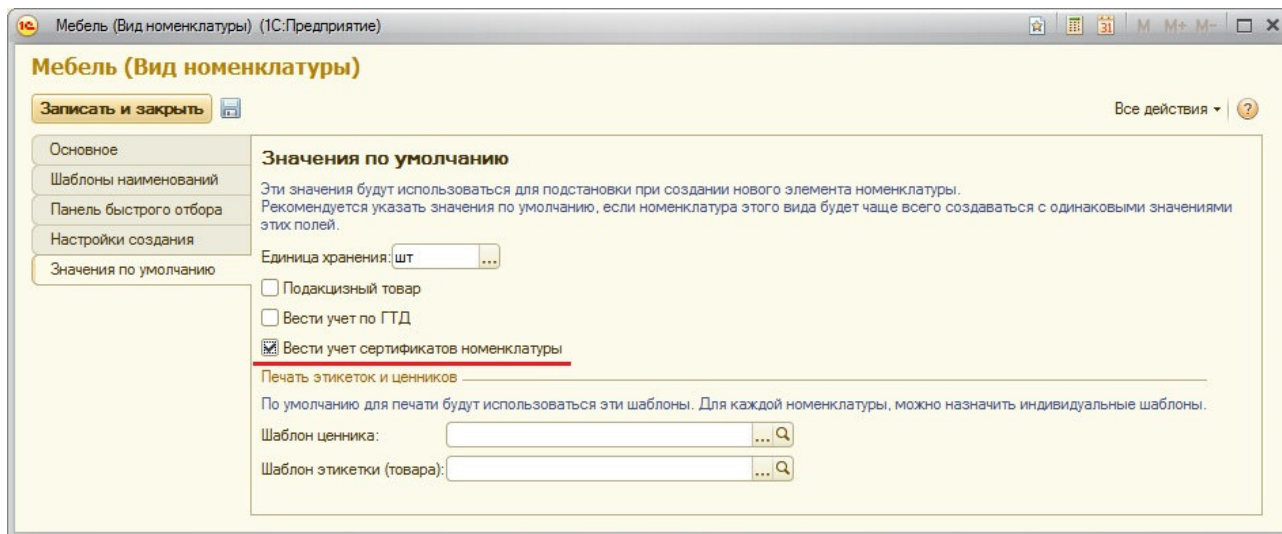 1С Мебель (Вид номенклатуры) (1С:Предприятие) 31 M M+ M-
Мебель (Вид номенклатуры)
Записать и закрыть Все действия ?
Основное
Шаблоны наименований
Панель быстрого отбора
Настройки создания
Значения по умолчанию
Значения по умолчанию
Эти значения будут использоваться для подстановки при создании нового элемента номенклатуры.
Рекомендуется указать значения по умолчанию, если номенклатура этого вида будет чаще всего создаваться с одинаковыми значениями
этих полей.
Единица хранения: шт ...
Подакцизный товар
Вести учет по ГТД
Вести учет сертификатов номенклатуры
Печать этикеток и ценников
По умолчанию для печати будут использоваться эти шаблоны. Для каждой номенклатуры, можно назначить индивидуальные шаблоны.
Шаблон ценника: ...
Шаблон этикетки (товара): ...